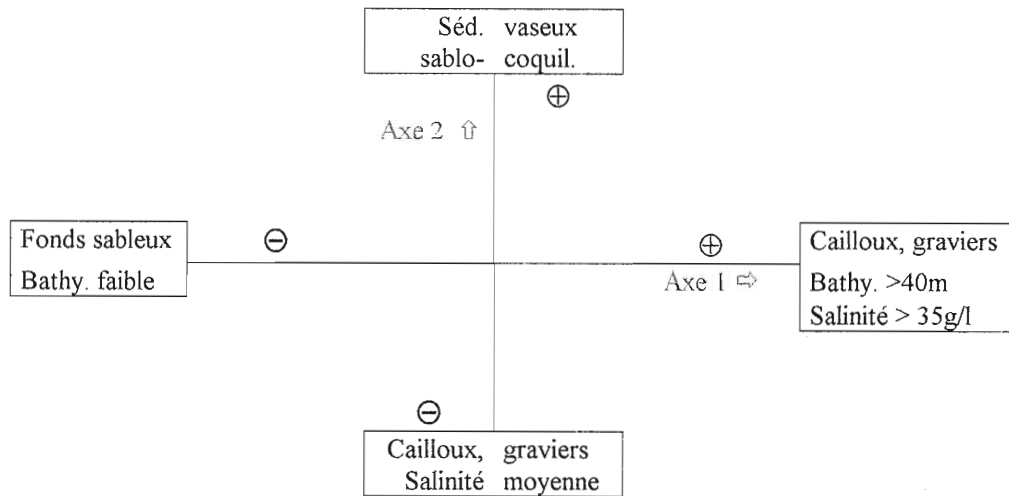 Séd. vaseux
sablo- coquil.
⊕
Axe 2 ⇧
Fonds sableux
Bathy. faible
⊖
⊕
Axe 1 ⇨
Cailloux, graviers
Bathy. >40m
Salinité > 35g/l
⊖
Cailloux, graviers
Salinité moyenne